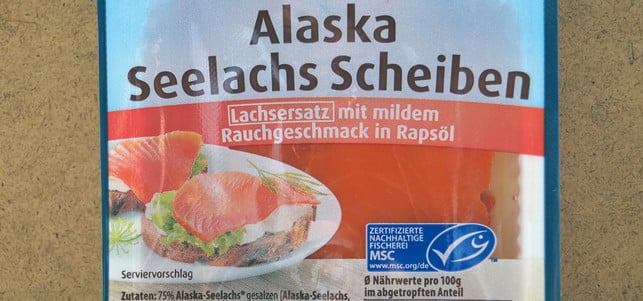 Alaska
Seelachs Scheiben
Lachsersatz mit mildem
Rauchgeschmack in Rapsöl
ZERTIFIZIERTE
NACHHALTIGE
FISCHEREI
MSC
www.msc.org/de
Serviervorschlag
Ø Nährwerte pro 100g
im abgetropften Anteil
Zutaten: 75% Alaska-Seelachs* gesalzen (Alaska-Seelachs,